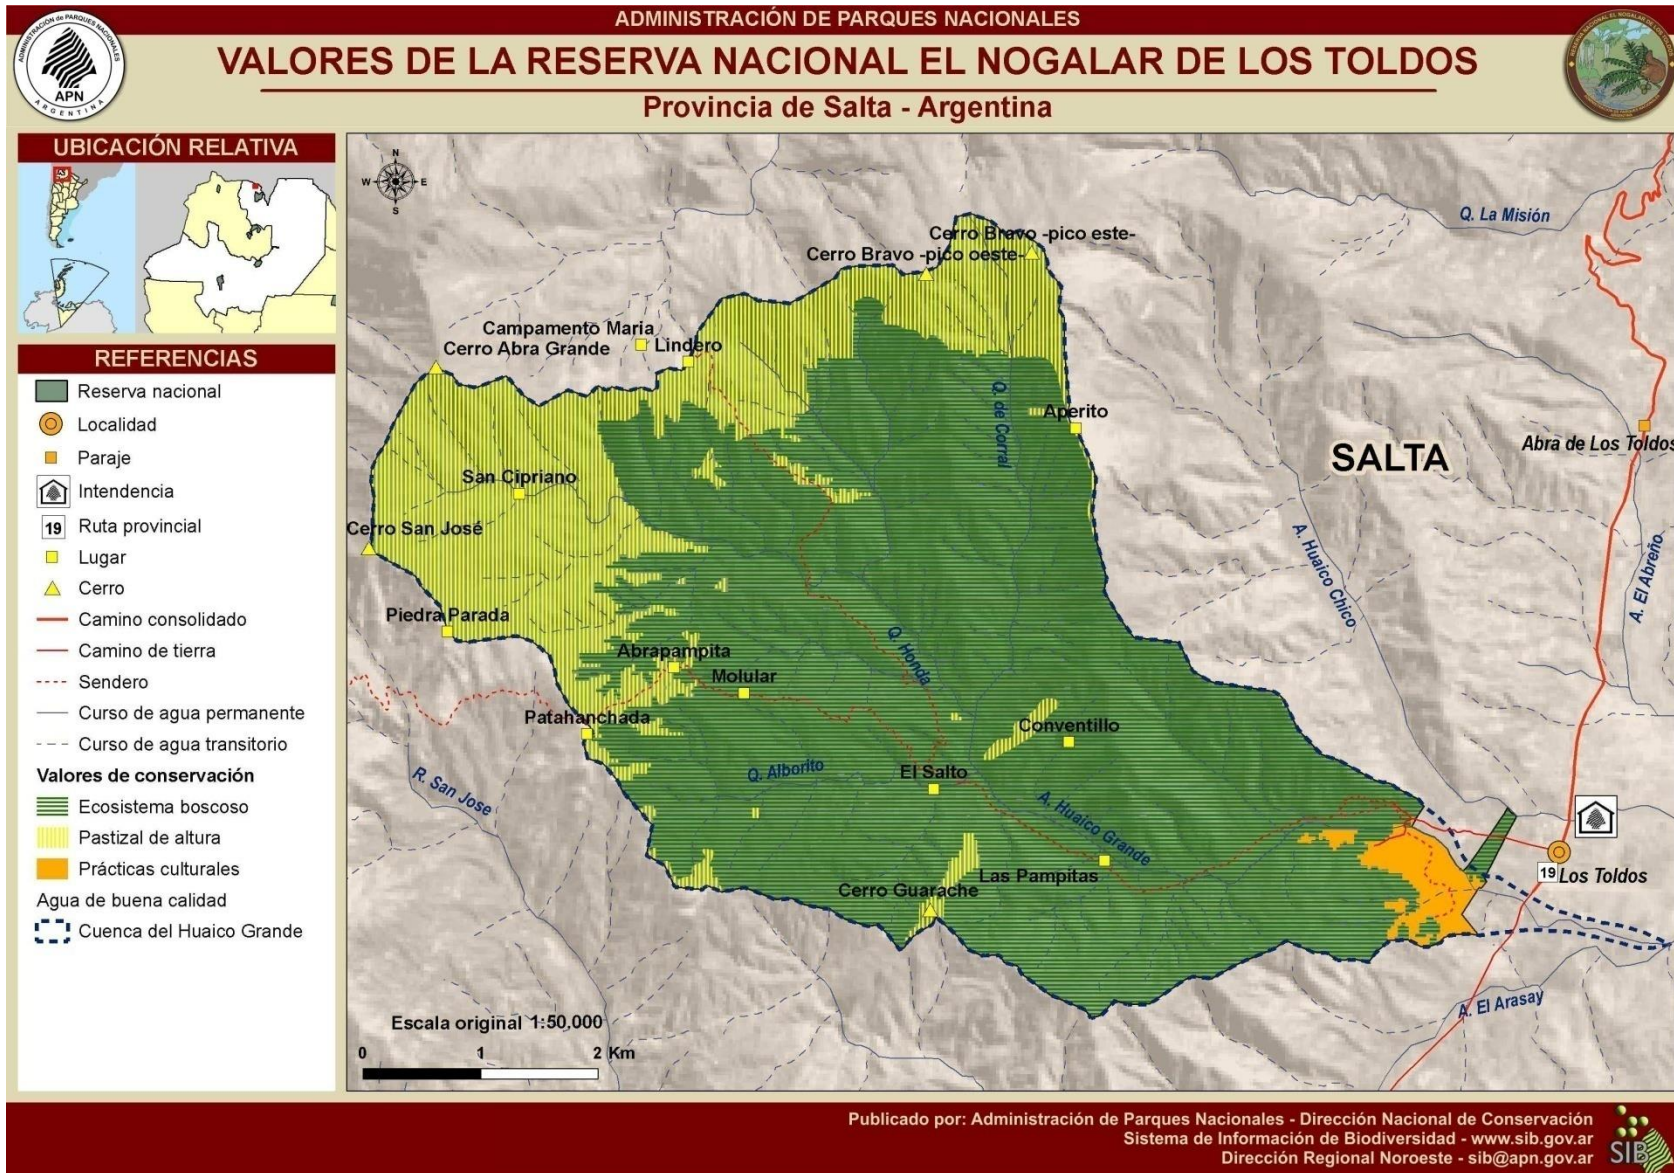 ADMINISTRACIÓN DE PARQUES NACIONALES
VALORES DE LA RESERVA NACIONAL EL NOGALAR DE LOS TOLDOS
Provincia de Salta - Argentina
ADMINISTRACIÓN de PARQUES NACIONALES
APN
ARGENTINA
UBICACIÓN RELATIVA
REFERENCIAS
Reserva nacional
Localidad
Paraje
Intendencia
19 Ruta provincial
Lugar
Cerro
Camino consolidado
Camino de tierra
Sendero
Curso de agua permanente
Curso de agua transitorio
Valores de conservación
Ecosistema boscoso
Pastizal de altura
Prácticas culturales
Agua de buena calidad
Cuenca del Huaico Grande
N
W E
S
Q. La Misión
Cerro Bravo -pico este-
Cerro Bravo -pico oeste-
Campamento Maria
Cerro Abra Grande
Lindero
Q. de Corral
Aperito
SALTA
Abra de Los Toldos
San Cipriano
Cerro San José
A. Huaico Chico
A. El Abreño
Piedra Parada
Q. Honda
Abrapampita
Molular
Patahanchada
Conventillo
R. San Jose
Q. Alborito
El Salto
A. Huaico Grande
Las Pampitas
Cerro Guarache
19 Los Toldos
A. El Arasay
Escala original 1:50.000
0 1 2 Km
Publicado por: Administración de Parques Nacionales - Dirección Nacional de Conservación
Sistema de Información de Biodiversidad - www.sib.gov.ar
Dirección Regional Noroeste - sib@apn.gov.ar
SIB